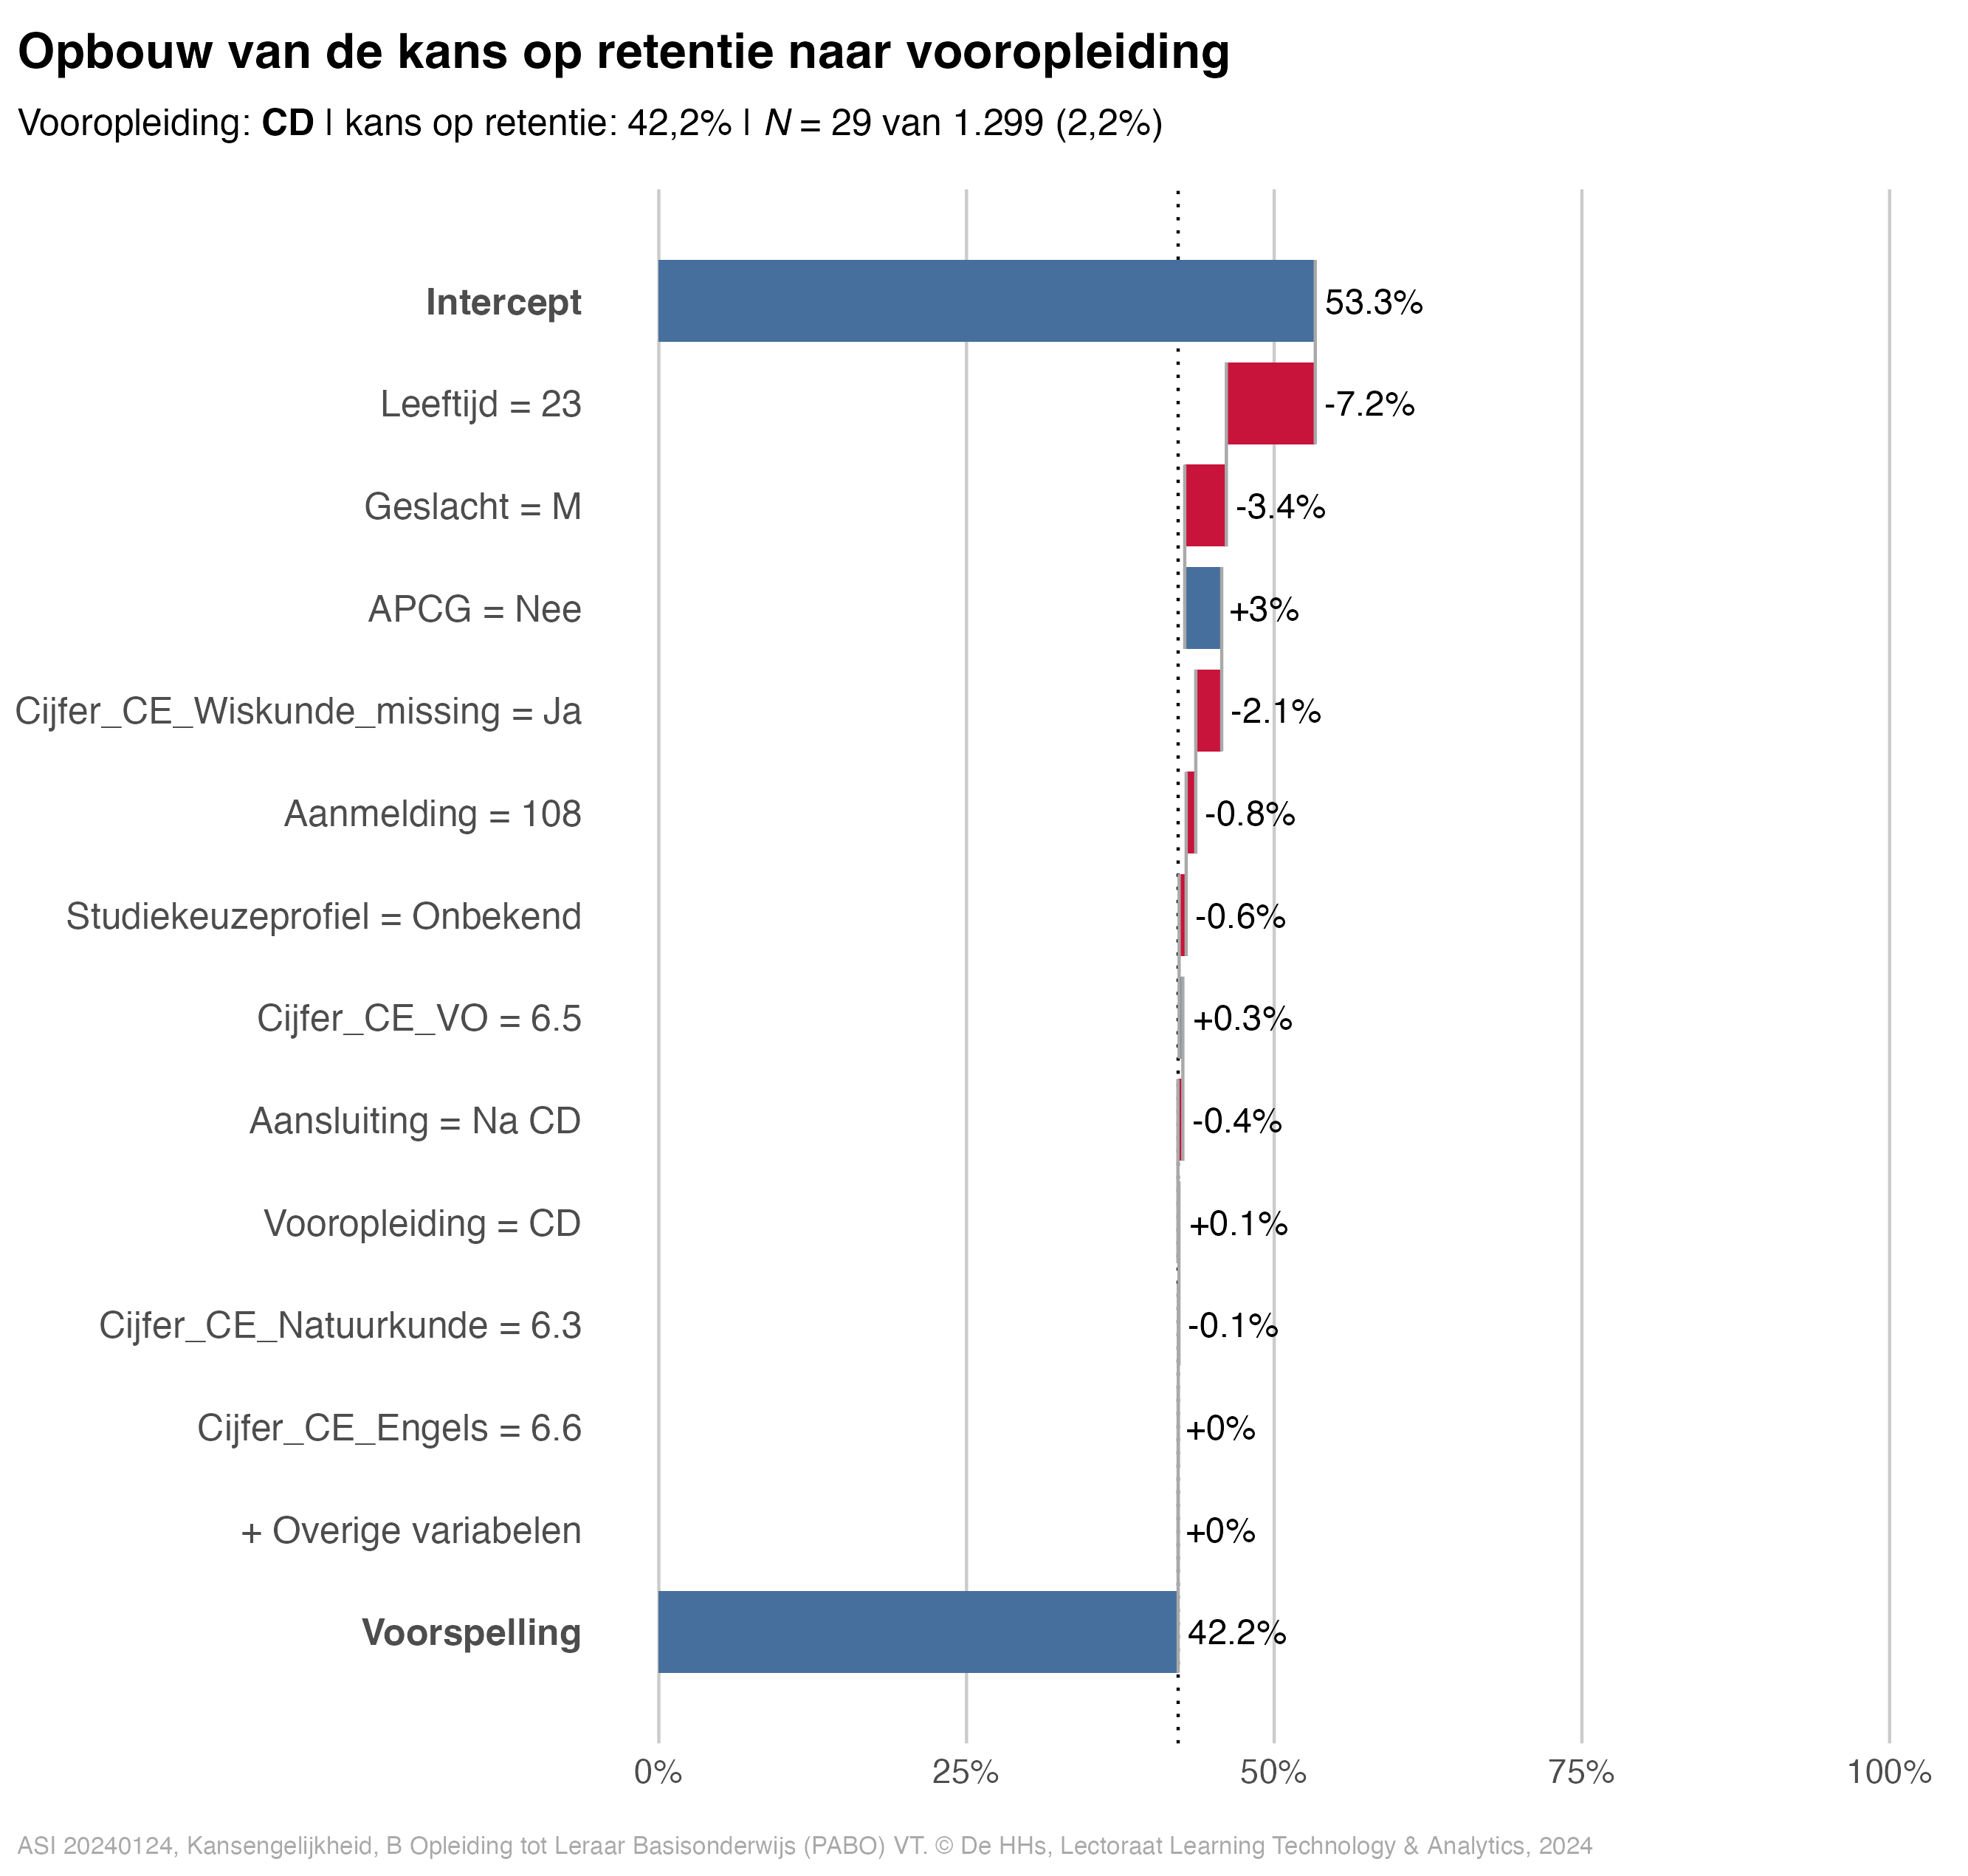 Opbouw van de kans op retentie naar vooropleiding
Vooropleiding: CD | kans op retentie: 42,2% | N = 29 van 1.299 (2,2%)
Intercept 53.3%
Leeftijd = 23 -7.2%
Geslacht = M -3.4%
APCG = Nee +3%
Cijfer_CE_Wiskunde_missing = Ja -2.1%
Aanmelding = 108 -0.8%
Studiekeuzeprofiel = Onbekend -0.6%
Cijfer_CE_VO = 6.5 +0.3%
Aansluiting = Na CD -0.4%
Vooropleiding = CD +0.1%
Cijfer_CE_Natuurkunde = 6.3 -0.1%
Cijfer_CE_Engels = 6.6 +0%
+ Overige variabelen +0%
Voorspelling 42.2%
0% 25% 50% 75% 100%
ASI 20240124, Kansengelijkheid, B Opleiding tot Leraar Basisonderwijs (PABO) VT. © De HHs, Lectoraat Learning Technology & Analytics, 2024